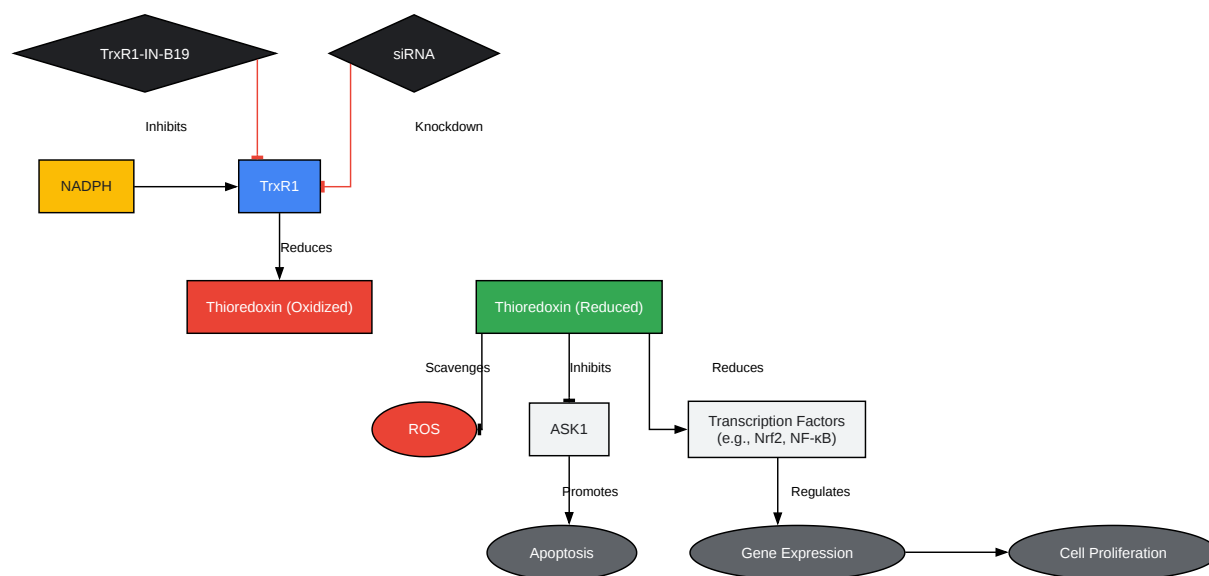 TrxR1-IN-B19
siRNA
Inhibits
Knockdown
NADPH
TrxR1
Reduces
Thioredoxin (Oxidized)
Thioredoxin (Reduced)
Scavenges
Inhibits
Reduces
ROS
ASK1
Transcription Factors
(e.g., Nrf2, NF-κB)
Promotes
Regulates
Apoptosis
Gene Expression
Cell Proliferation